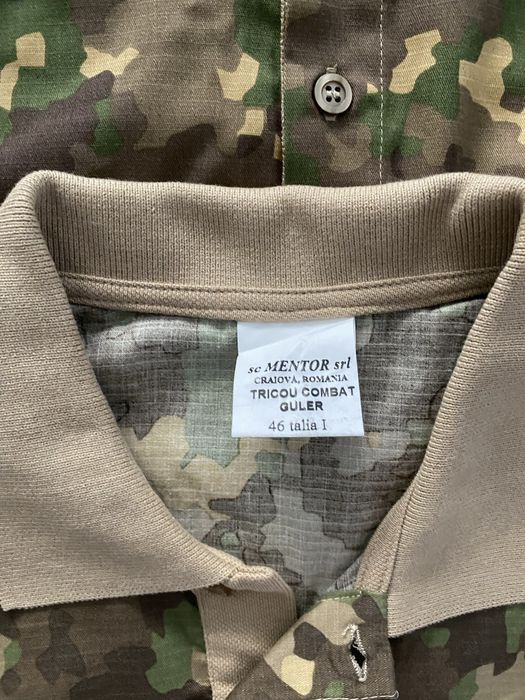 sc MENTOR srl
CRAIOVA, ROMANIA
TRICOU COMBAT
GULER
46 talia I